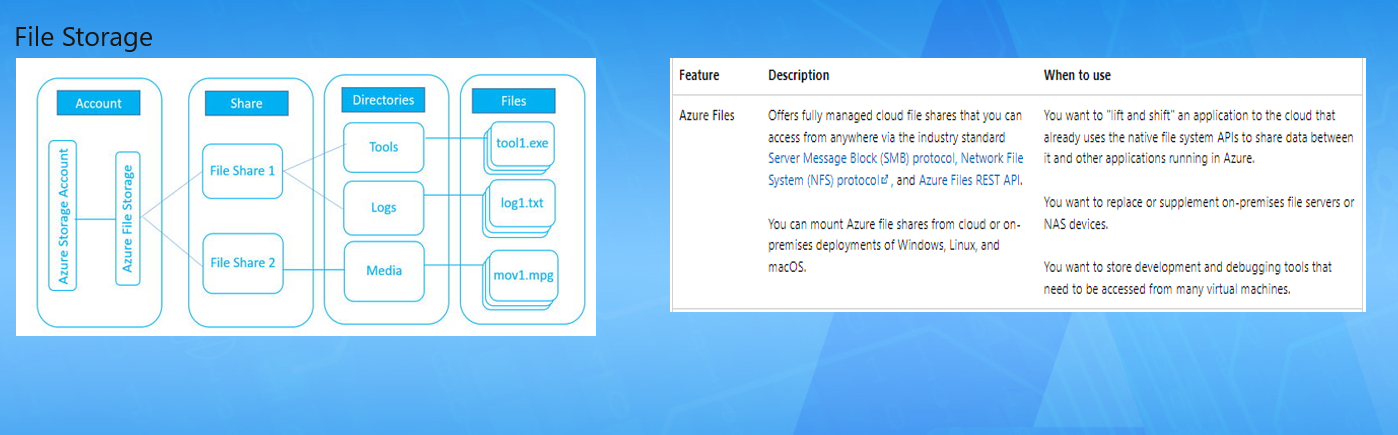 File Storage
Account
Azure Storage Account
Azure File Storage
Share
File Share 1
File Share 2
Directories
Tools
Logs
Media
Files
tool1.exe
log1.txt
mov1.mpg
Feature
Description
When to use
Azure Files
Offers fully managed cloud file shares that you can
access from anywhere via the industry standard
Server Message Block (SMB) protocol, Network File
System (NFS) protocol, and Azure Files REST API.
You can mount Azure file shares from cloud or on-
premises deployments of Windows, Linux, and
macOS.
You want to "lift and shift" an application to the cloud that
already uses the native file system APIs to share data between
it and other applications running in Azure.
You want to replace or supplement on-premises file servers or
NAS devices.
You want to store development and debugging tools that
need to be accessed from many virtual machines.